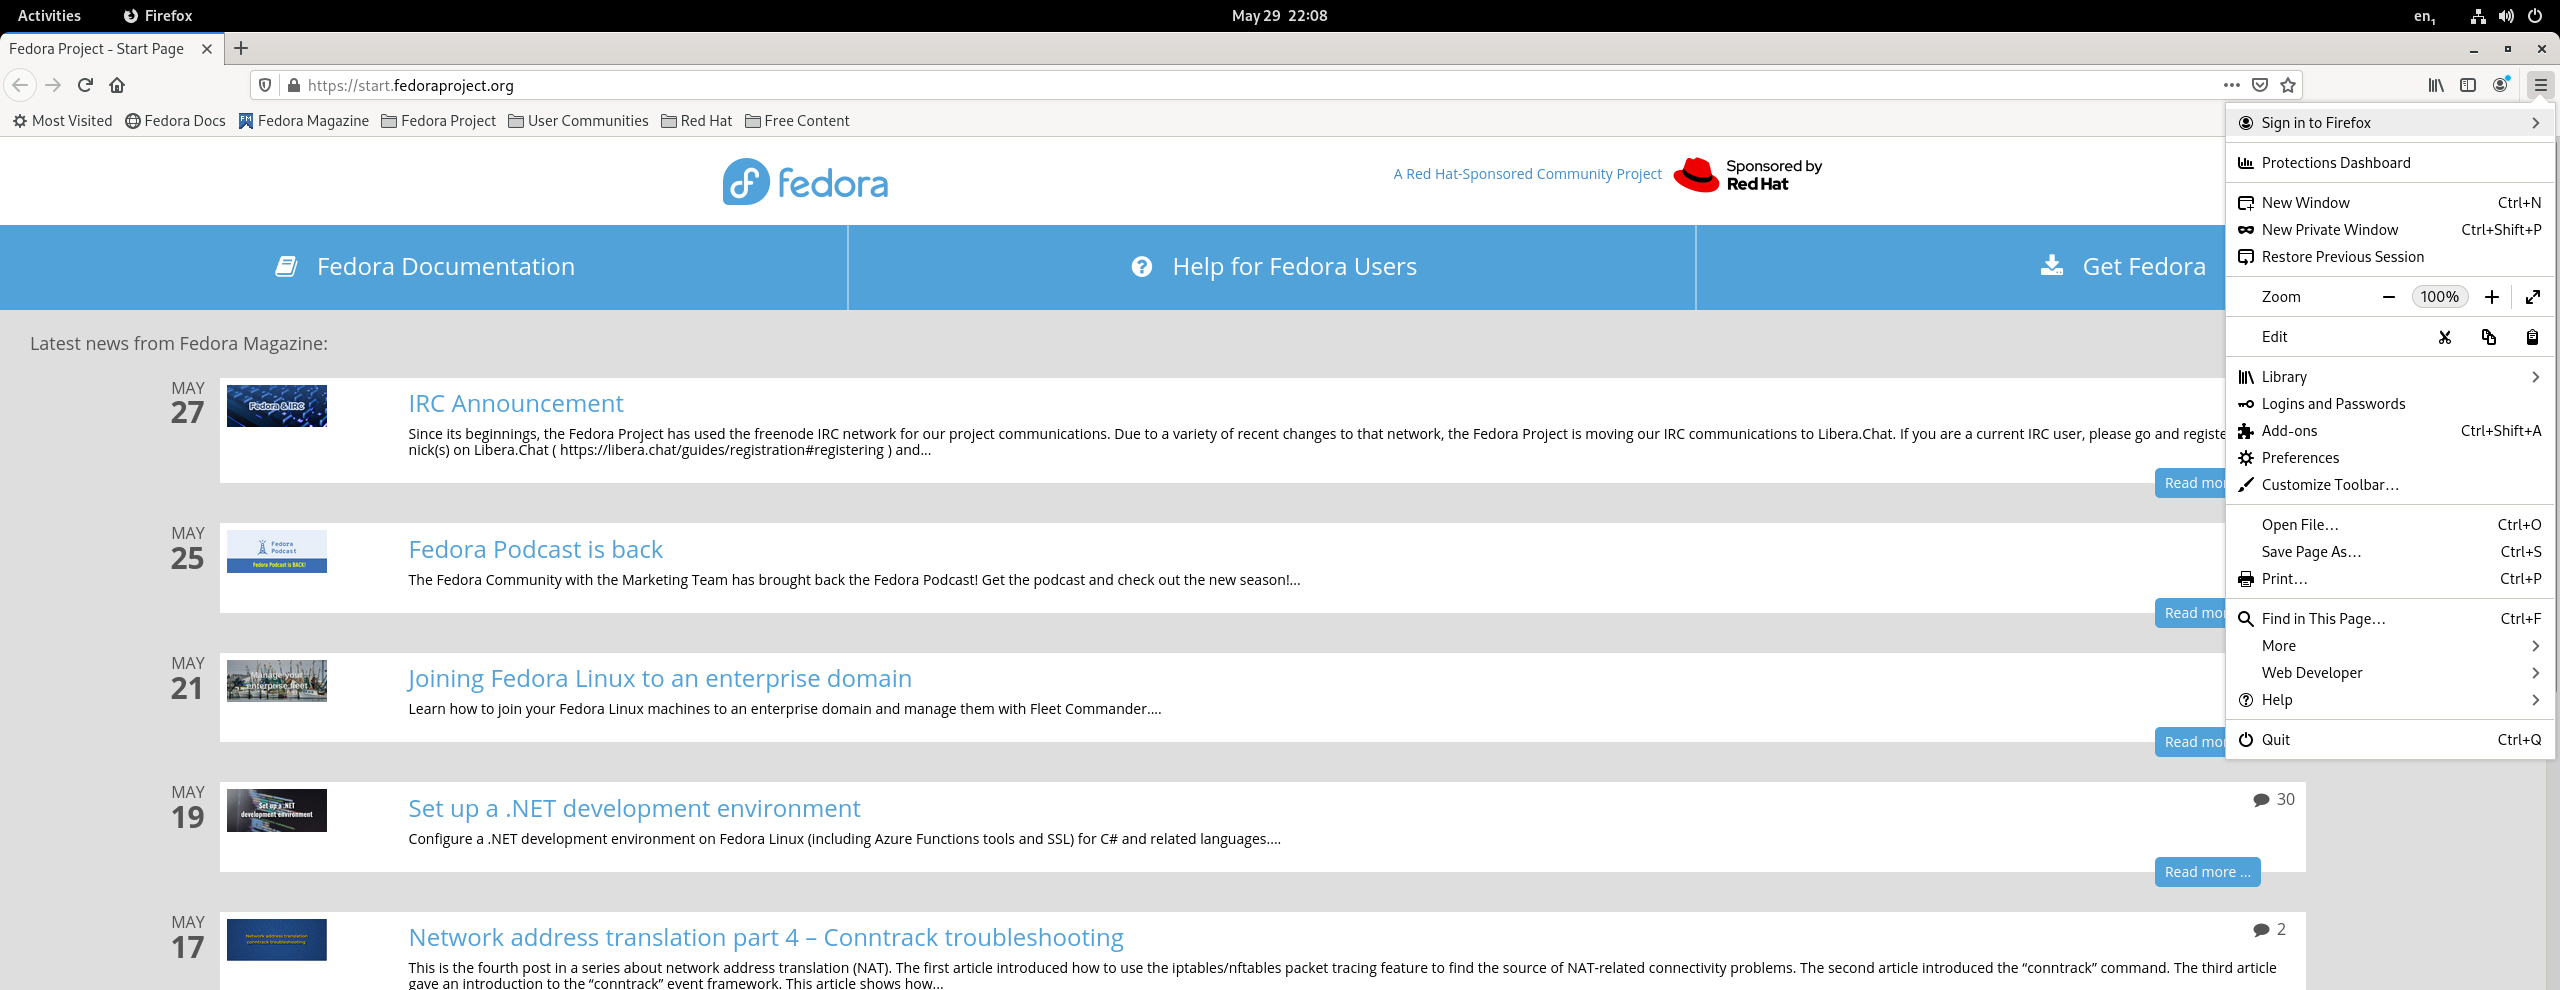 Activities Firefox May 29 22:08 en1
Fedora Project - Start Page
https://start.fedoraproject.org
Most Visited Fedora Docs Fedora Magazine Fedora Project User Communities Red Hat Free Content
fedora
A Red Hat-Sponsored Community Project Sponsored by
Red Hat
Fedora Documentation Help for Fedora Users Get Fedora
Latest news from Fedora Magazine:
MAY
27
Fedora & IRC
IRC Announcement
Since its beginnings, the Fedora Project has used the freenode IRC network for our project communications. Due to a variety of recent changes to that network, the Fedora Project is moving our IRC communications to Libera.Chat. If you are a current IRC user, please go and registe
nick(s) on Libera.Chat ( https://libera.chat/guides/registration#registering ) and...
Read mor
MAY
25
Fedora
Podcast
Fedora Podcast is BACK!
Fedora Podcast is back
The Fedora Community with the Marketing Team has brought back the Fedora Podcast! Get the podcast and check out the new season!...
Read mor
MAY
21
Manage your
enterprise fleet
Joining Fedora Linux to an enterprise domain
Learn how to join your Fedora Linux machines to an enterprise domain and manage them with Fleet Commander....
Read mor
MAY
19
Set up a .NET
development environment
Set up a .NET development environment
30
Configure a .NET development environment on Fedora Linux (including Azure Functions tools and SSL) for C# and related languages....
Read more ...
MAY
17
Network address translation
conntrack troubleshooting
Network address translation part 4 – Conntrack troubleshooting
2
This is the fourth post in a series about network address translation (NAT). The first article introduced how to use the iptables/nftables packet tracing feature to find the source of NAT-related connectivity problems. The second article introduced the “conntrack” command. The third article
gave an introduction to the “conntrack” event framework. This article shows how...
Sign in to Firefox
Protections Dashboard
New Window Ctrl+N
New Private Window Ctrl+Shift+P
Restore Previous Session
Zoom 100%
Edit
Library
Logins and Passwords
Add-ons Ctrl+Shift+A
Preferences
Customize Toolbar…
Open File… Ctrl+O
Save Page As… Ctrl+S
Print… Ctrl+P
Find in This Page… Ctrl+F
More
Web Developer
Help
Quit Ctrl+Q